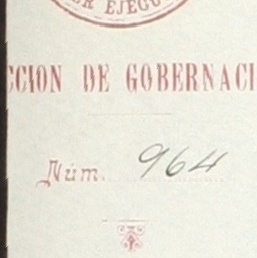 ER EJECU
CCION DE GOBERNACI
Núm. 964